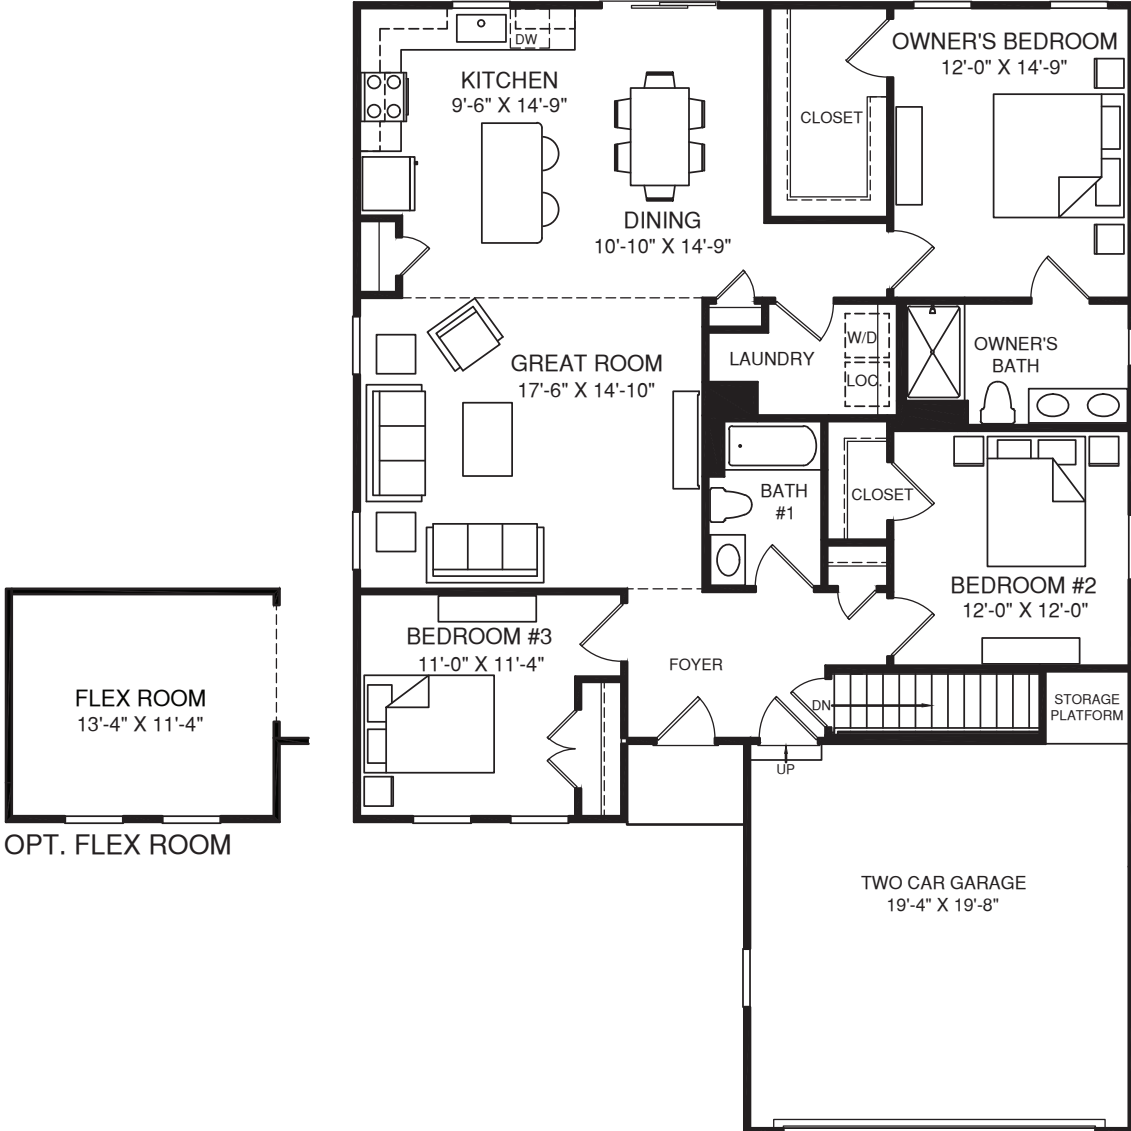 DW
KITCHEN
9'-6" X 14'-9"
DINING
10'-10" X 14'-9"
CLOSET
OWNER'S BEDROOM
12'-0" X 14'-9"
GREAT ROOM
17'-6" X 14'-10"
LAUNDRY
W/D
LOC.
OWNER'S
BATH
BATH
#1
CLOSET
BEDROOM #2
12'-0" X 12'-0"
BEDROOM #3
11'-0" X 11'-4"
FOYER
DN
STORAGE
PLATFORM
UP
FLEX ROOM
13'-4" X 11'-4"
OPT. FLEX ROOM
TWO CAR GARAGE
19'-4" X 19'-8"